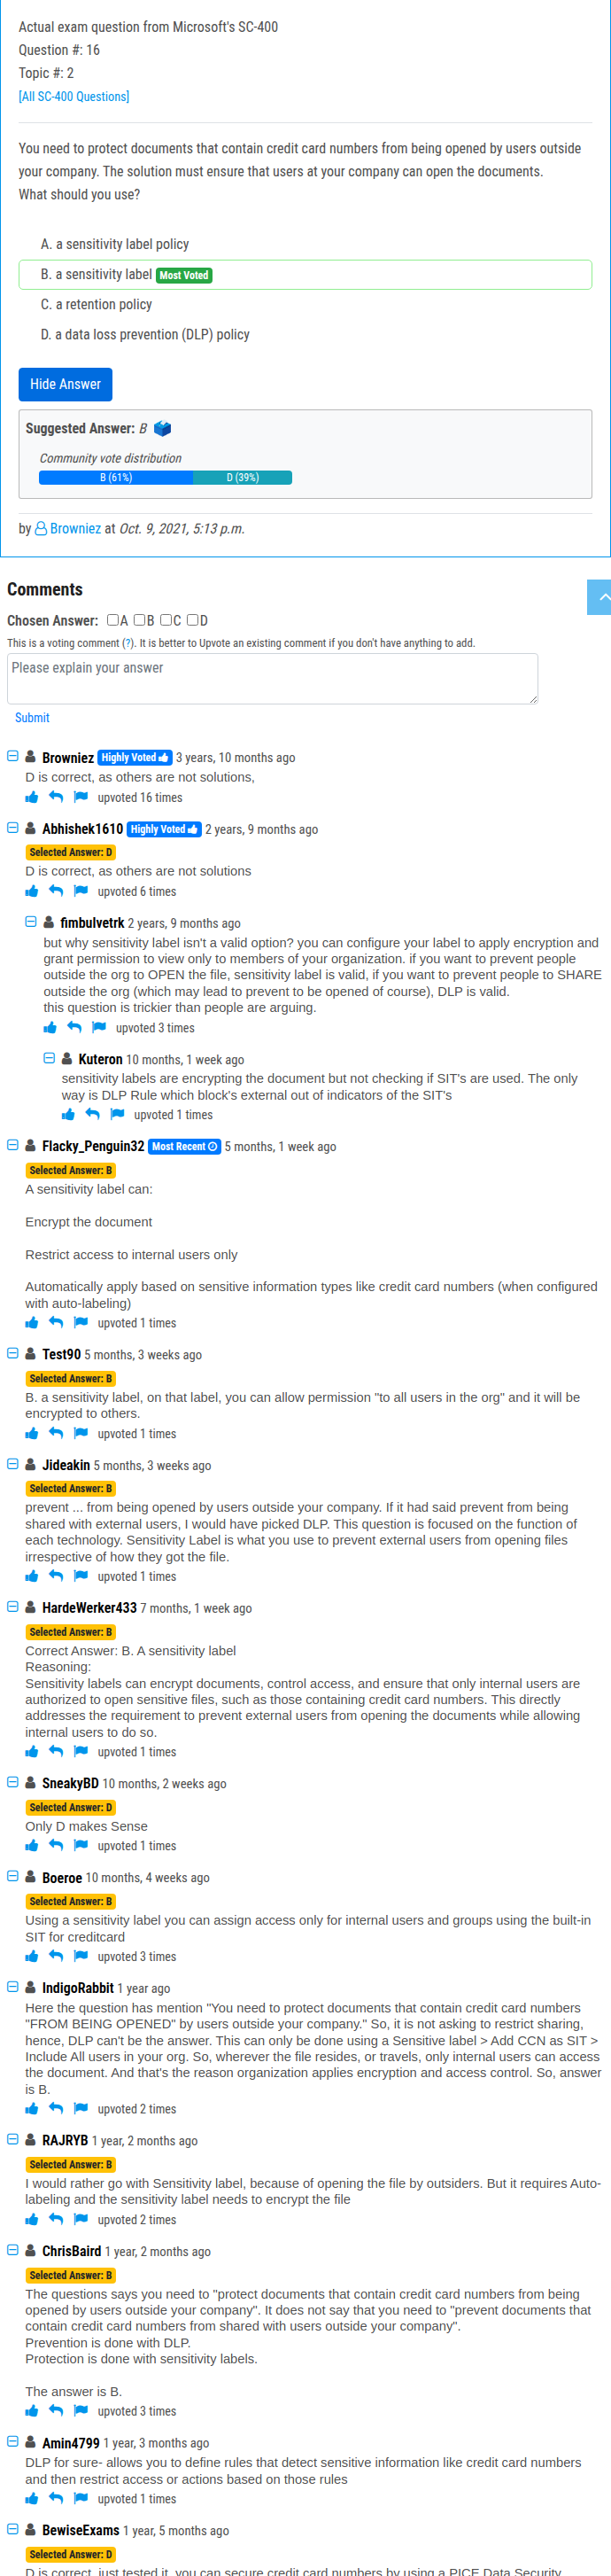 Actual exam question from Microsoft's SC-400
Question #: 16
Topic #: 2
[All SC-400 Questions]
You need to protect documents that contain credit card numbers from being opened by users outside
your company. The solution must ensure that users at your company can open the documents.
What should you use?
A. a sensitivity label policy
B. a sensitivity label Most Voted
C. a retention policy
D. a data loss prevention (DLP) policy
Hide Answer
Suggested Answer: B
Community vote distribution
B (61%) D (39%)
by Browniez at Oct. 9, 2021, 5:13 p.m.
Comments
Chosen Answer: A B C D
This is a voting comment (?). It is better to Upvote an existing comment if you don't have anything to add.
Please explain your answer
Submit
Browniez Highly Voted 3 years, 10 months ago
D is correct, as others are not solutions,
upvoted 16 times
Abhishek1610 Highly Voted 2 years, 9 months ago
Selected Answer: D
D is correct, as others are not solutions
upvoted 6 times
fimbulvetrk 2 years, 9 months ago
but why sensitivity label isn't a valid option? you can configure your label to apply encryption and
grant permission to view only to members of your organization. if you want to prevent people
outside the org to OPEN the file, sensitivity label is valid, if you want to prevent people to SHARE
outside the org (which may lead to prevent to be opened of course), DLP is valid.
this question is trickier than people are arguing.
upvoted 3 times
Kuteron 10 months, 1 week ago
sensitivity labels are encrypting the document but not checking if SIT's are used. The only
way is DLP Rule which block's external out of indicators of the SIT's
upvoted 1 times
Flacky_Penguin32 Most Recent 5 months, 1 week ago
Selected Answer: B
A sensitivity label can:
Encrypt the document
Restrict access to internal users only
Automatically apply based on sensitive information types like credit card numbers (when configured
with auto-labeling)
upvoted 1 times
Test90 5 months, 3 weeks ago
Selected Answer: B
B. a sensitivity label, on that label, you can allow permission "to all users in the org" and it will be
encrypted to others.
upvoted 1 times
Jideakin 5 months, 3 weeks ago
Selected Answer: B
prevent ... from being opened by users outside your company. If it had said prevent from being
shared with external users, I would have picked DLP. This question is focused on the function of
each technology. Sensitivity Label is what you use to prevent external users from opening files
irrespective of how they got the file.
upvoted 1 times
HardeWerker433 7 months, 1 week ago
Selected Answer: B
Correct Answer: B. A sensitivity label
Reasoning:
Sensitivity labels can encrypt documents, control access, and ensure that only internal users are
authorized to open sensitive files, such as those containing credit card numbers. This directly
addresses the requirement to prevent external users from opening the documents while allowing
internal users to do so.
upvoted 1 times
SneakyBD 10 months, 2 weeks ago
Selected Answer: D
Only D makes Sense
upvoted 1 times
Boeroe 10 months, 4 weeks ago
Selected Answer: B
Using a sensitivity label you can assign access only for internal users and groups using the built-in
SIT for creditcard
upvoted 3 times
IndigoRabbit 1 year ago
Here the question has mention "You need to protect documents that contain credit card numbers
"FROM BEING OPENED" by users outside your company." So, it is not asking to restrict sharing,
hence, DLP can't be the answer. This can only be done using a Sensitive label > Add CCN as SIT >
Include All users in your org. So, wherever the file resides, or travels, only internal users can access
the document. And that's the reason organization applies encryption and access control. So, answer
is B.
upvoted 2 times
RAJRYB 1 year, 2 months ago
Selected Answer: B
I would rather go with Sensitivity label, because of opening the file by outsiders. But it requires Auto-
labeling and the sensitivity label needs to encrypt the file
upvoted 2 times
ChrisBaird 1 year, 2 months ago
Selected Answer: B
The questions says you need to "protect documents that contain credit card numbers from being
opened by users outside your company". It does not say that you need to "prevent documents that
contain credit card numbers from shared with users outside your company".
Prevention is done with DLP.
Protection is done with sensitivity labels.
The answer is B.
upvoted 3 times
Amin4799 1 year, 3 months ago
DLP for sure- allows you to define rules that detect sensitive information like credit card numbers
and then restrict access or actions based on those rules
upvoted 1 times
BewiseExams 1 year, 5 months ago
Selected Answer: D
D is correct, just tested it, you can secure credit card numbers by using a PICE Data Security